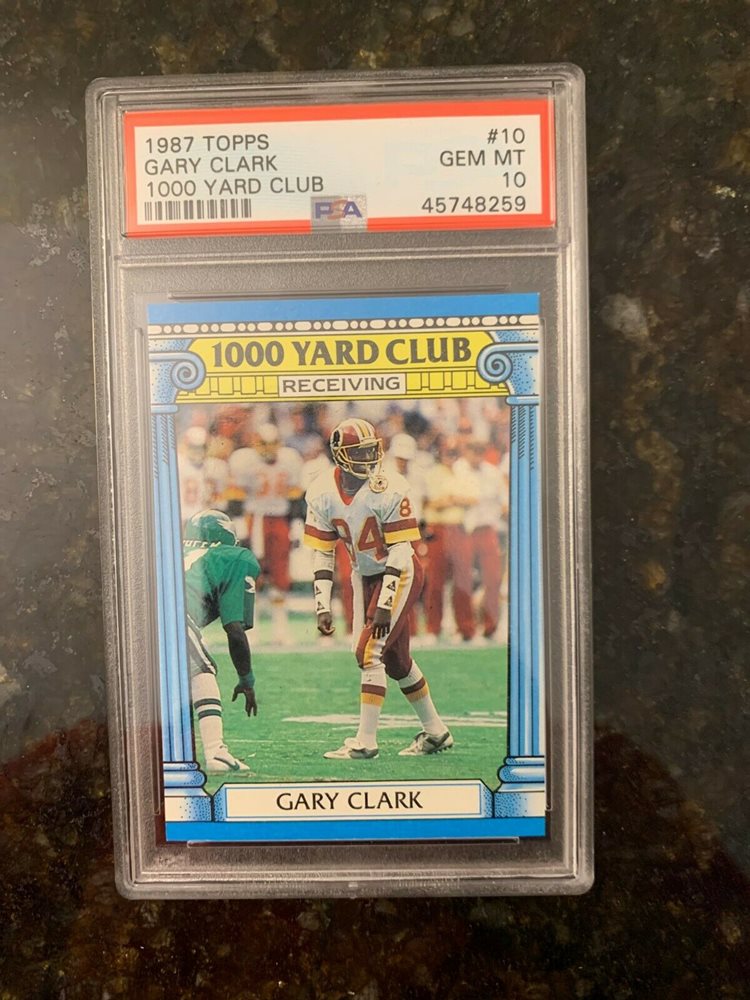 1987 TOPPS #10
GARY CLARK GEM MT
1000 YARD CLUB 10
PSA 45748259
1000 YARD CLUB
RECEIVING
84
84
GARY CLARK